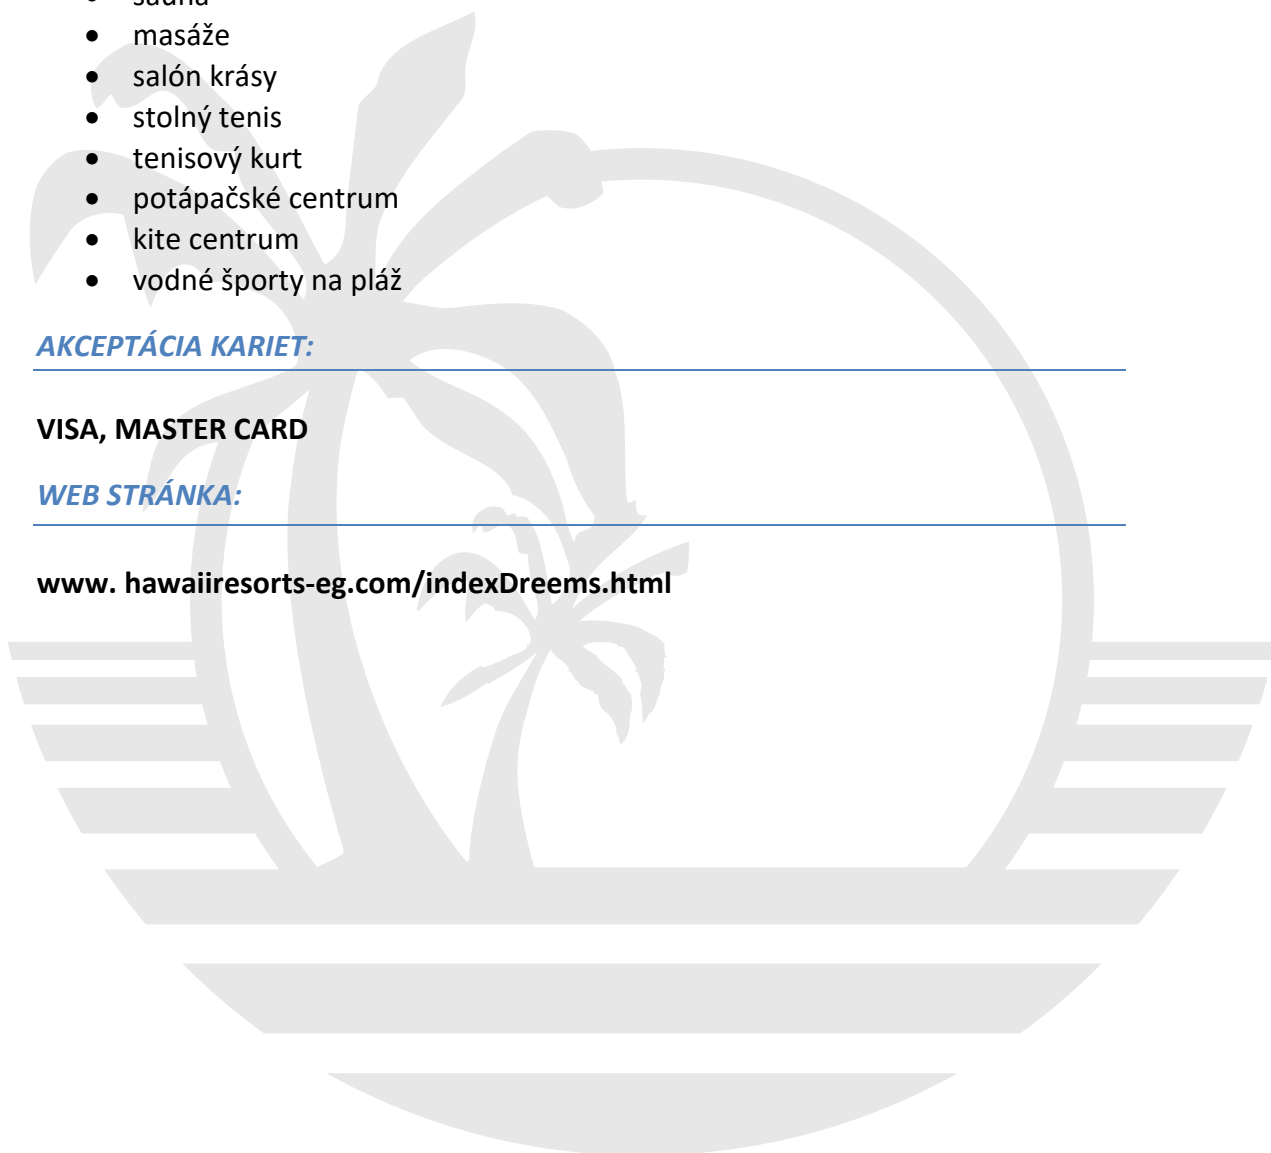 sauna
masáže
salón krásy
stolný tenis
tenisový kurt
potápačské centrum
kite centrum
vodné športy na pláž
AKCEPTÁCIA KARIET:
VISA, MASTER CARD
WEB STRÁNKA:
www. hawaiiresorts-eg.com/indexDreems.html